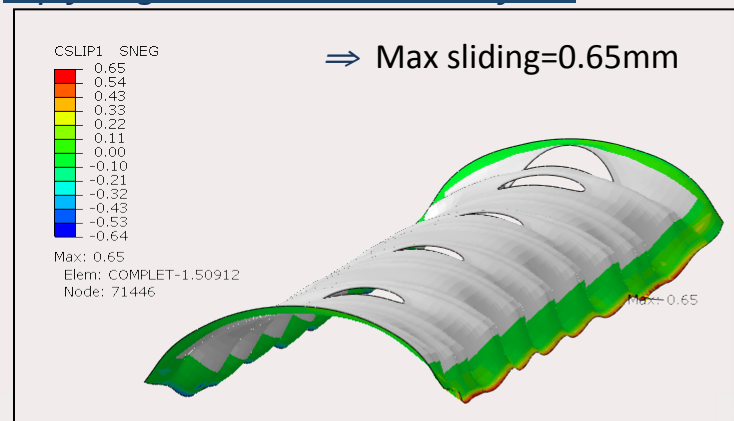 CSLIP1 SNEG
0.65
0.54
0.43
0.33
0.22
0.11
0.00
-0.10
-0.21
-0.32
-0.43
-0.53
-0.64
Max: 0.65
Elem: COMPLET-1.50912
Node: 71446
⇒ Max sliding=0.65mm
Max: 0.65